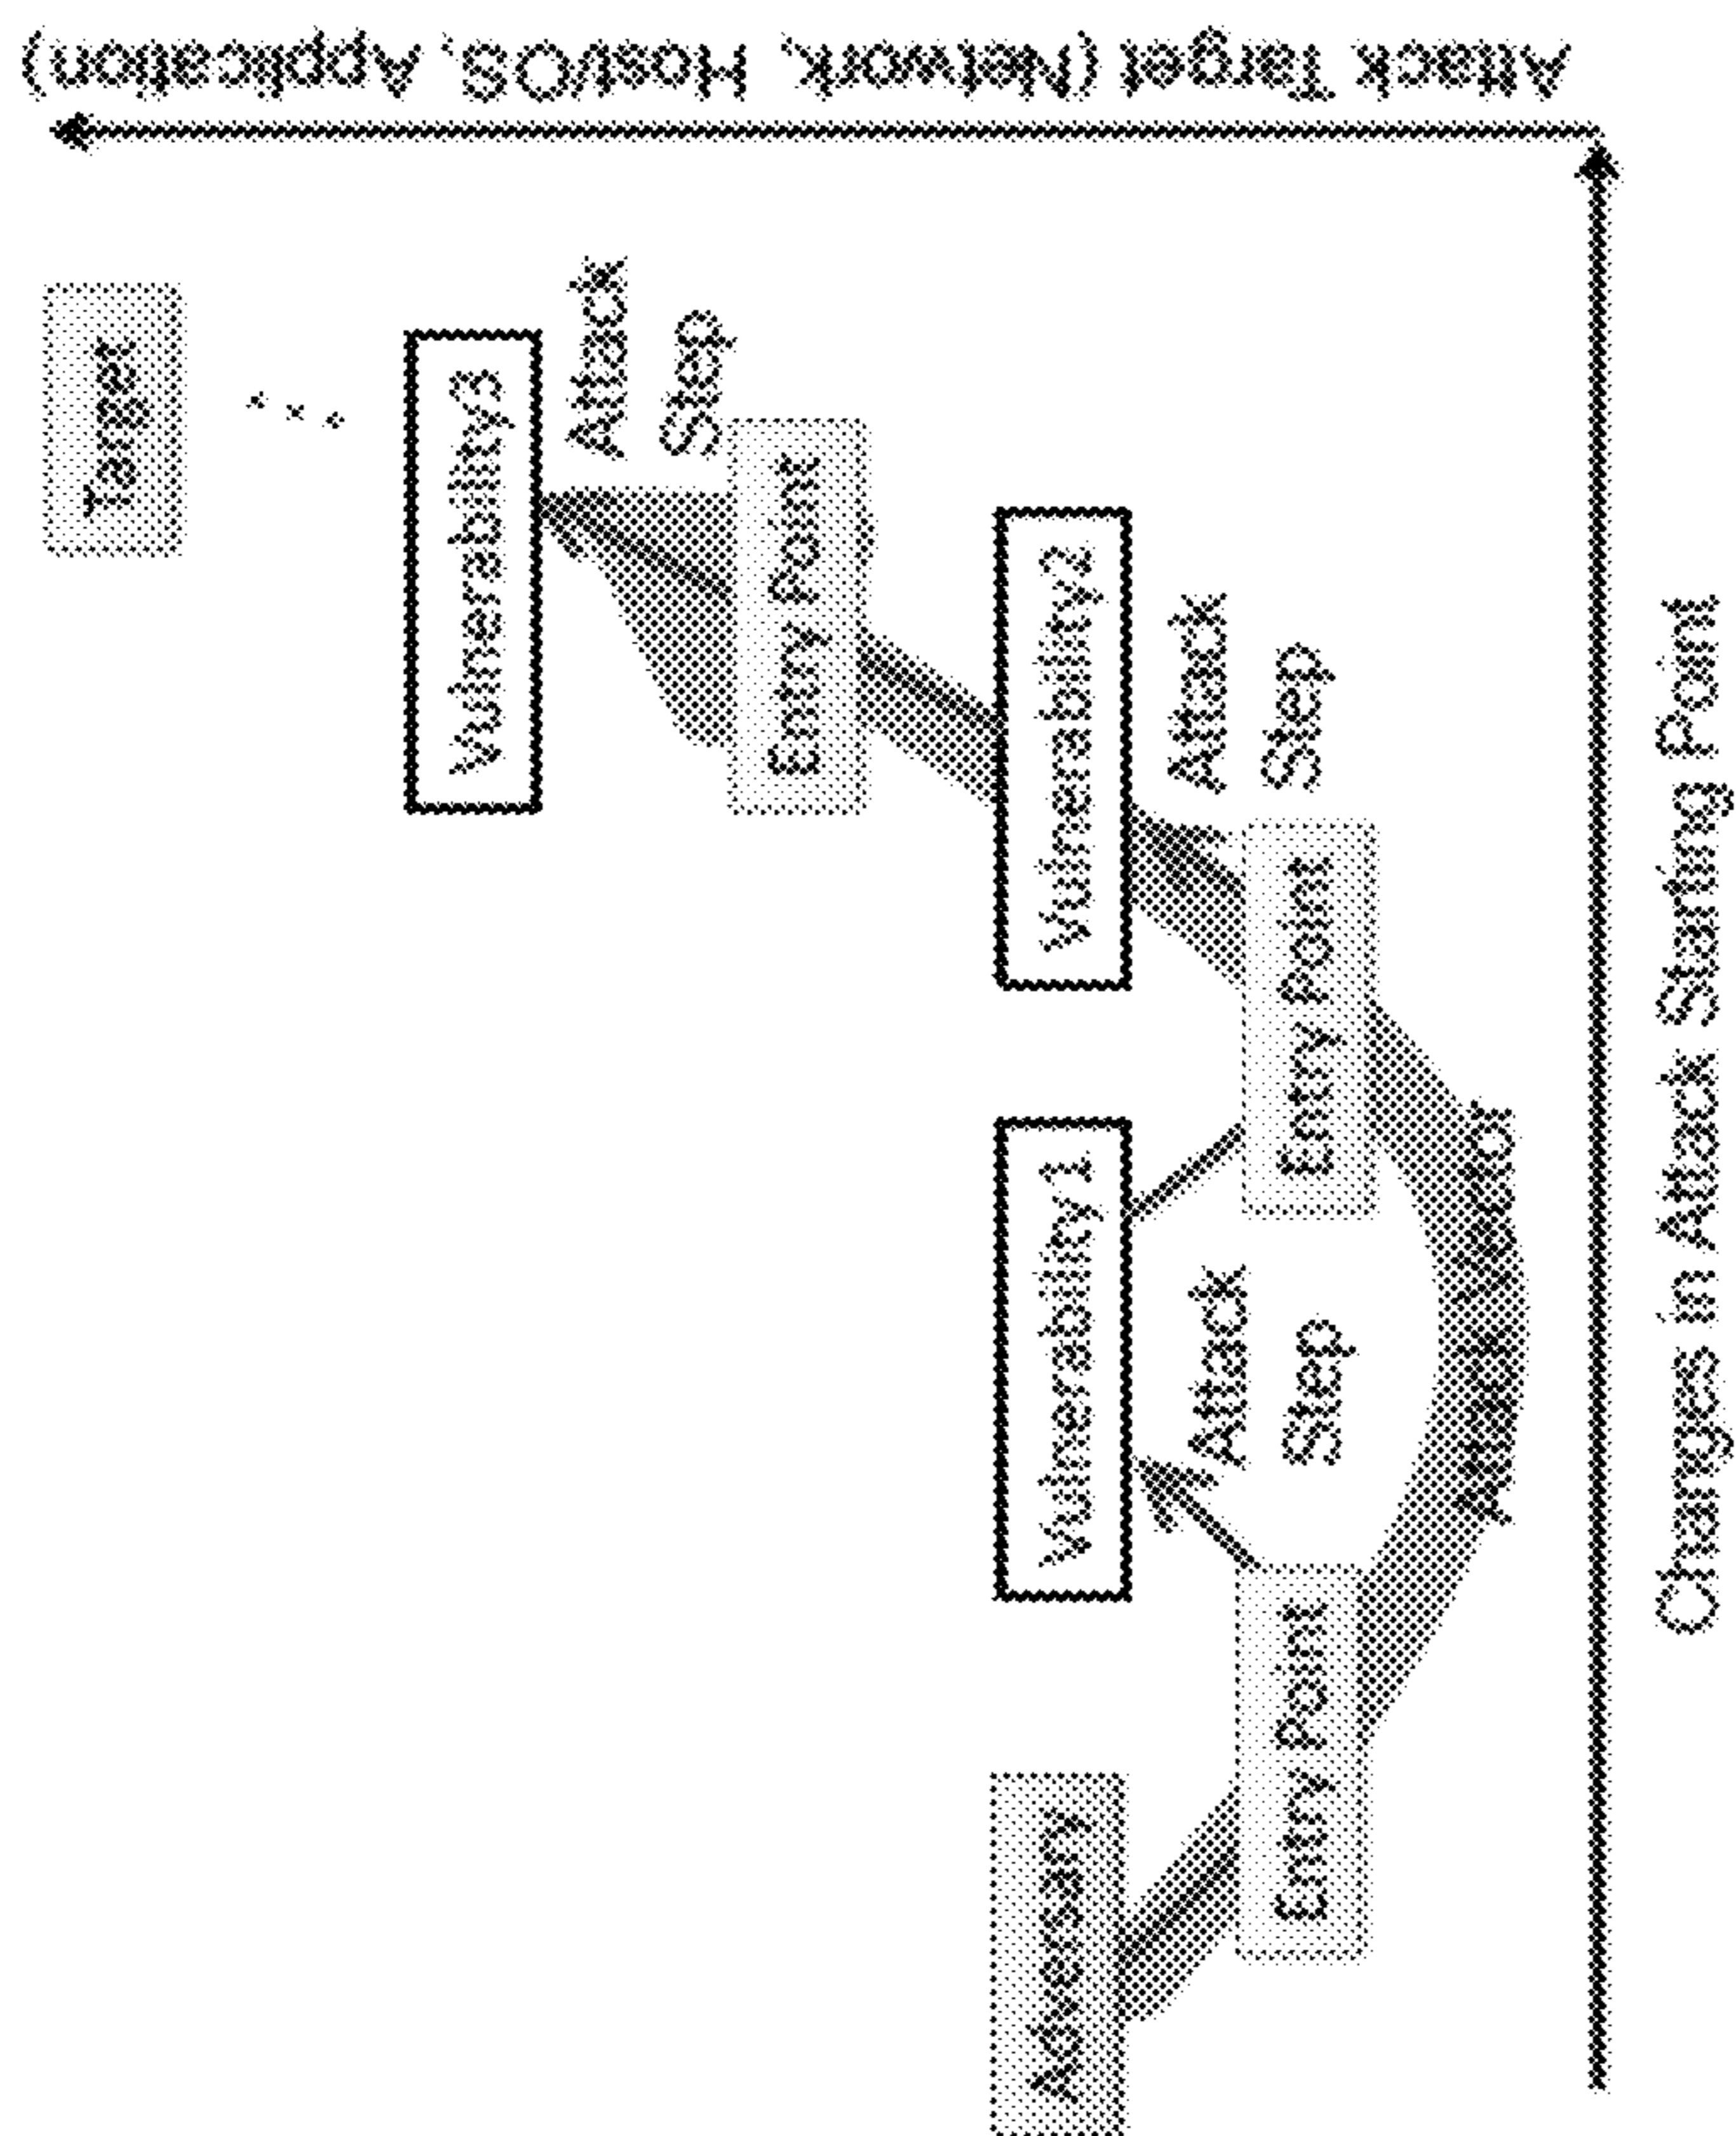 Attack Target (Network, Host/OS, Application)
Target
Vulnerability3
Attack
Step
Entry Point
Vulnerability2
Attack
Step
Entry point
Vulnerability1
Attack
Step
Attack Vector
Entry Point
Adversary
Changes in Attack Starting Point